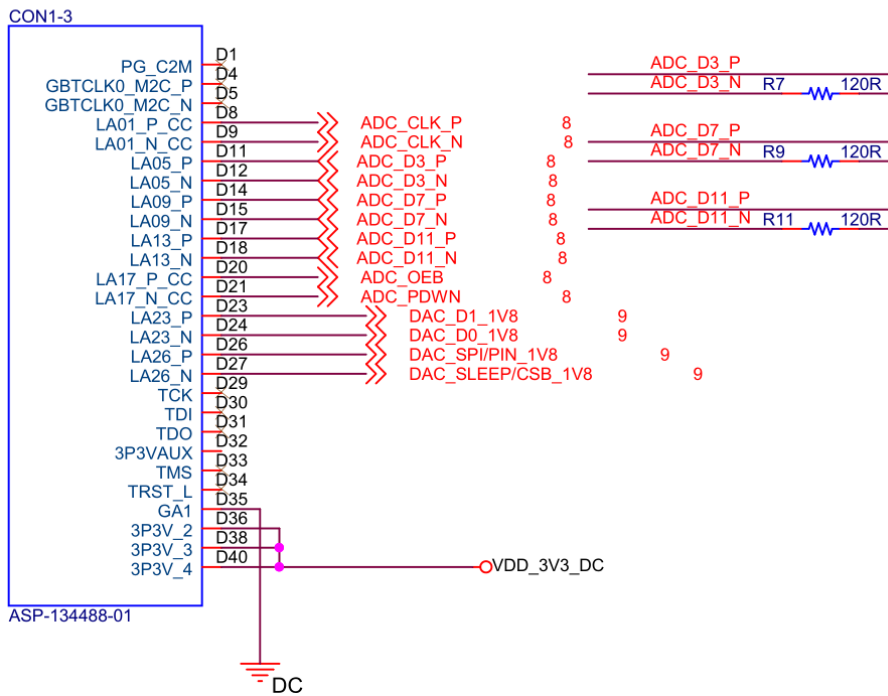 CON1-3
PG_C2M D1
GBTCLK0_M2C_P D4
GBTCLK0_M2C_N D5
LA01_P_CC D8 ADC_CLK_P 8
LA01_N_CC D9 ADC_CLK_N 8
LA05_P D11 ADC_D3_P 8
LA05_N D12 ADC_D3_N 8
LA09_P D14 ADC_D7_P 8
LA09_N D15 ADC_D7_N 8
LA13_P D17 ADC_D11_P 8
LA13_N D18 ADC_D11_N 8
LA17_P_CC D20 ADC_OEB 8
LA17_N_CC D21 ADC_PDWN 8
LA23_P D23 DAC_D1_1V8 9
LA23_N D24 DAC_D0_1V8 9
LA26_P D26 DAC_SPI/PIN_1V8 9
LA26_N D27 DAC_SLEEP/CSB_1V8 9
TCK D29
TDI D30
TDO D31
3P3VAUX D32
TMS D33
TRST_L D34
GA1 D35
3P3V_2 D36
3P3V_3 D38
3P3V_4 D40 VDD_3V3_DC
ASP-134488-01
DC
ADC_D3_P
ADC_D3_N R7 120R
ADC_D7_P
ADC_D7_N R9 120R
ADC_D11_P
ADC_D11_N R11 120R